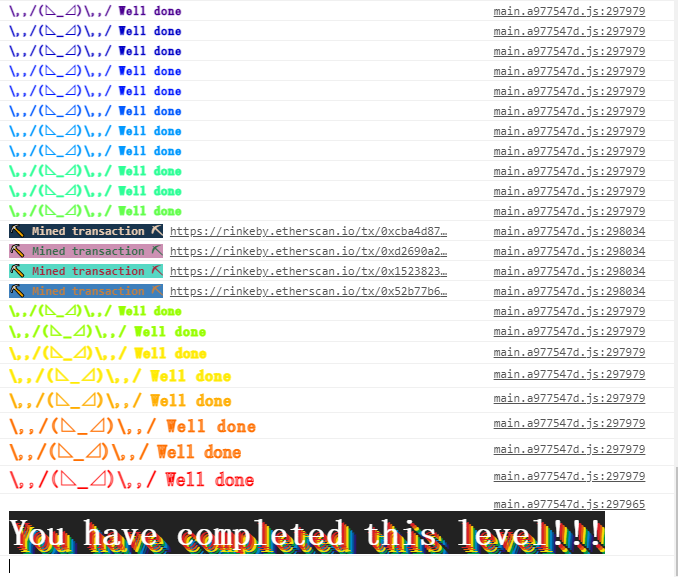 \,,/(◺_◿)\,,/ Well done main.a977547d.js:297979
\,,/(◺_◿)\,,/ Well done main.a977547d.js:297979
\,,/(◺_◿)\,,/ Well done main.a977547d.js:297979
\,,/(◺_◿)\,,/ Well done main.a977547d.js:297979
\,,/(◺_◿)\,,/ Well done main.a977547d.js:297979
\,,/(◺_◿)\,,/ Well done main.a977547d.js:297979
\,,/(◺_◿)\,,/ Well done main.a977547d.js:297979
\,,/(◺_◿)\,,/ Well done main.a977547d.js:297979
\,,/(◺_◿)\,,/ Well done main.a977547d.js:297979
\,,/(◺_◿)\,,/ Well done main.a977547d.js:297979
\,,/(◺_◿)\,,/ Well done main.a977547d.js:297979
⛏ Mined transaction ⛏ https://rinkeby.etherscan.io/tx/0xcba4d87… main.a977547d.js:298034
⛏ Mined transaction ⛏ https://rinkeby.etherscan.io/tx/0xd2690a2… main.a977547d.js:298034
⛏ Mined transaction ⛏ https://rinkeby.etherscan.io/tx/0x1523823… main.a977547d.js:298034
⛏ Mined transaction ⛏ https://rinkeby.etherscan.io/tx/0x52b77b6… main.a977547d.js:298034
\,,/(◺_◿)\,,/ Well done main.a977547d.js:297979
\,,/(◺_◿)\,,/ Well done main.a977547d.js:297979
\,,/(◺_◿)\,,/ Well done main.a977547d.js:297979
\,,/(◺_◿)\,,/ Well done main.a977547d.js:297979
\,,/(◺_◿)\,,/ Well done main.a977547d.js:297979
\,,/(◺_◿)\,,/ Well done main.a977547d.js:297979
\,,/(◺_◿)\,,/ Well done main.a977547d.js:297979
\,,/(◺_◿)\,,/ Well done main.a977547d.js:297979
main.a977547d.js:297965
You have completed this level!!!